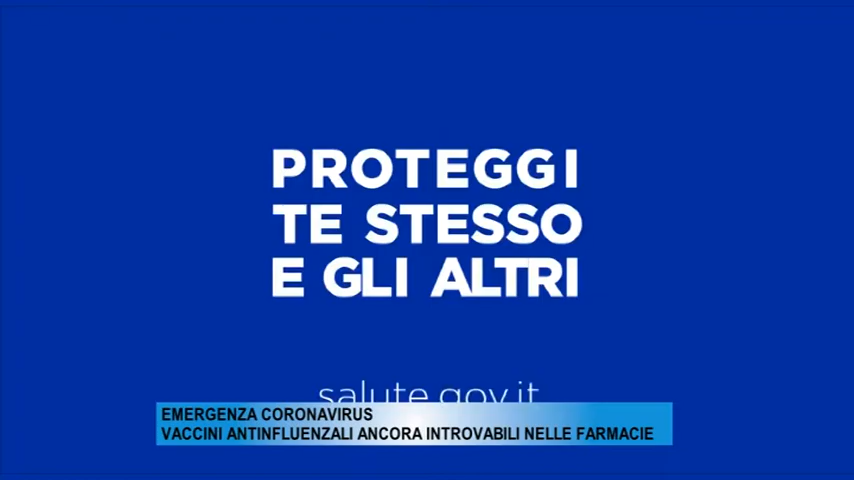 PROTEGGI
TE STESSO
E GLI ALTRI
salute.gov.it
EMERGENZA CORONAVIRUS
VACCINI ANTINFLUENZALI ANCORA INTROVABILI NELLE FARMACIE